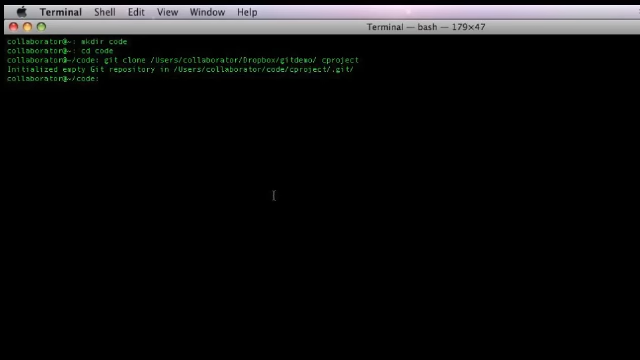 Terminal Shell Edit View Window Help
Terminal — bash — 179×47
collaborator@~: mkdir code
collaborator@~: cd code
collaborator@~/code: git clone /Users/collaborator/Dropbox/gitdemo/ cproject
Initialized empty Git repository in /Users/collaborator/code/cproject/.git/
collaborator@~/code: